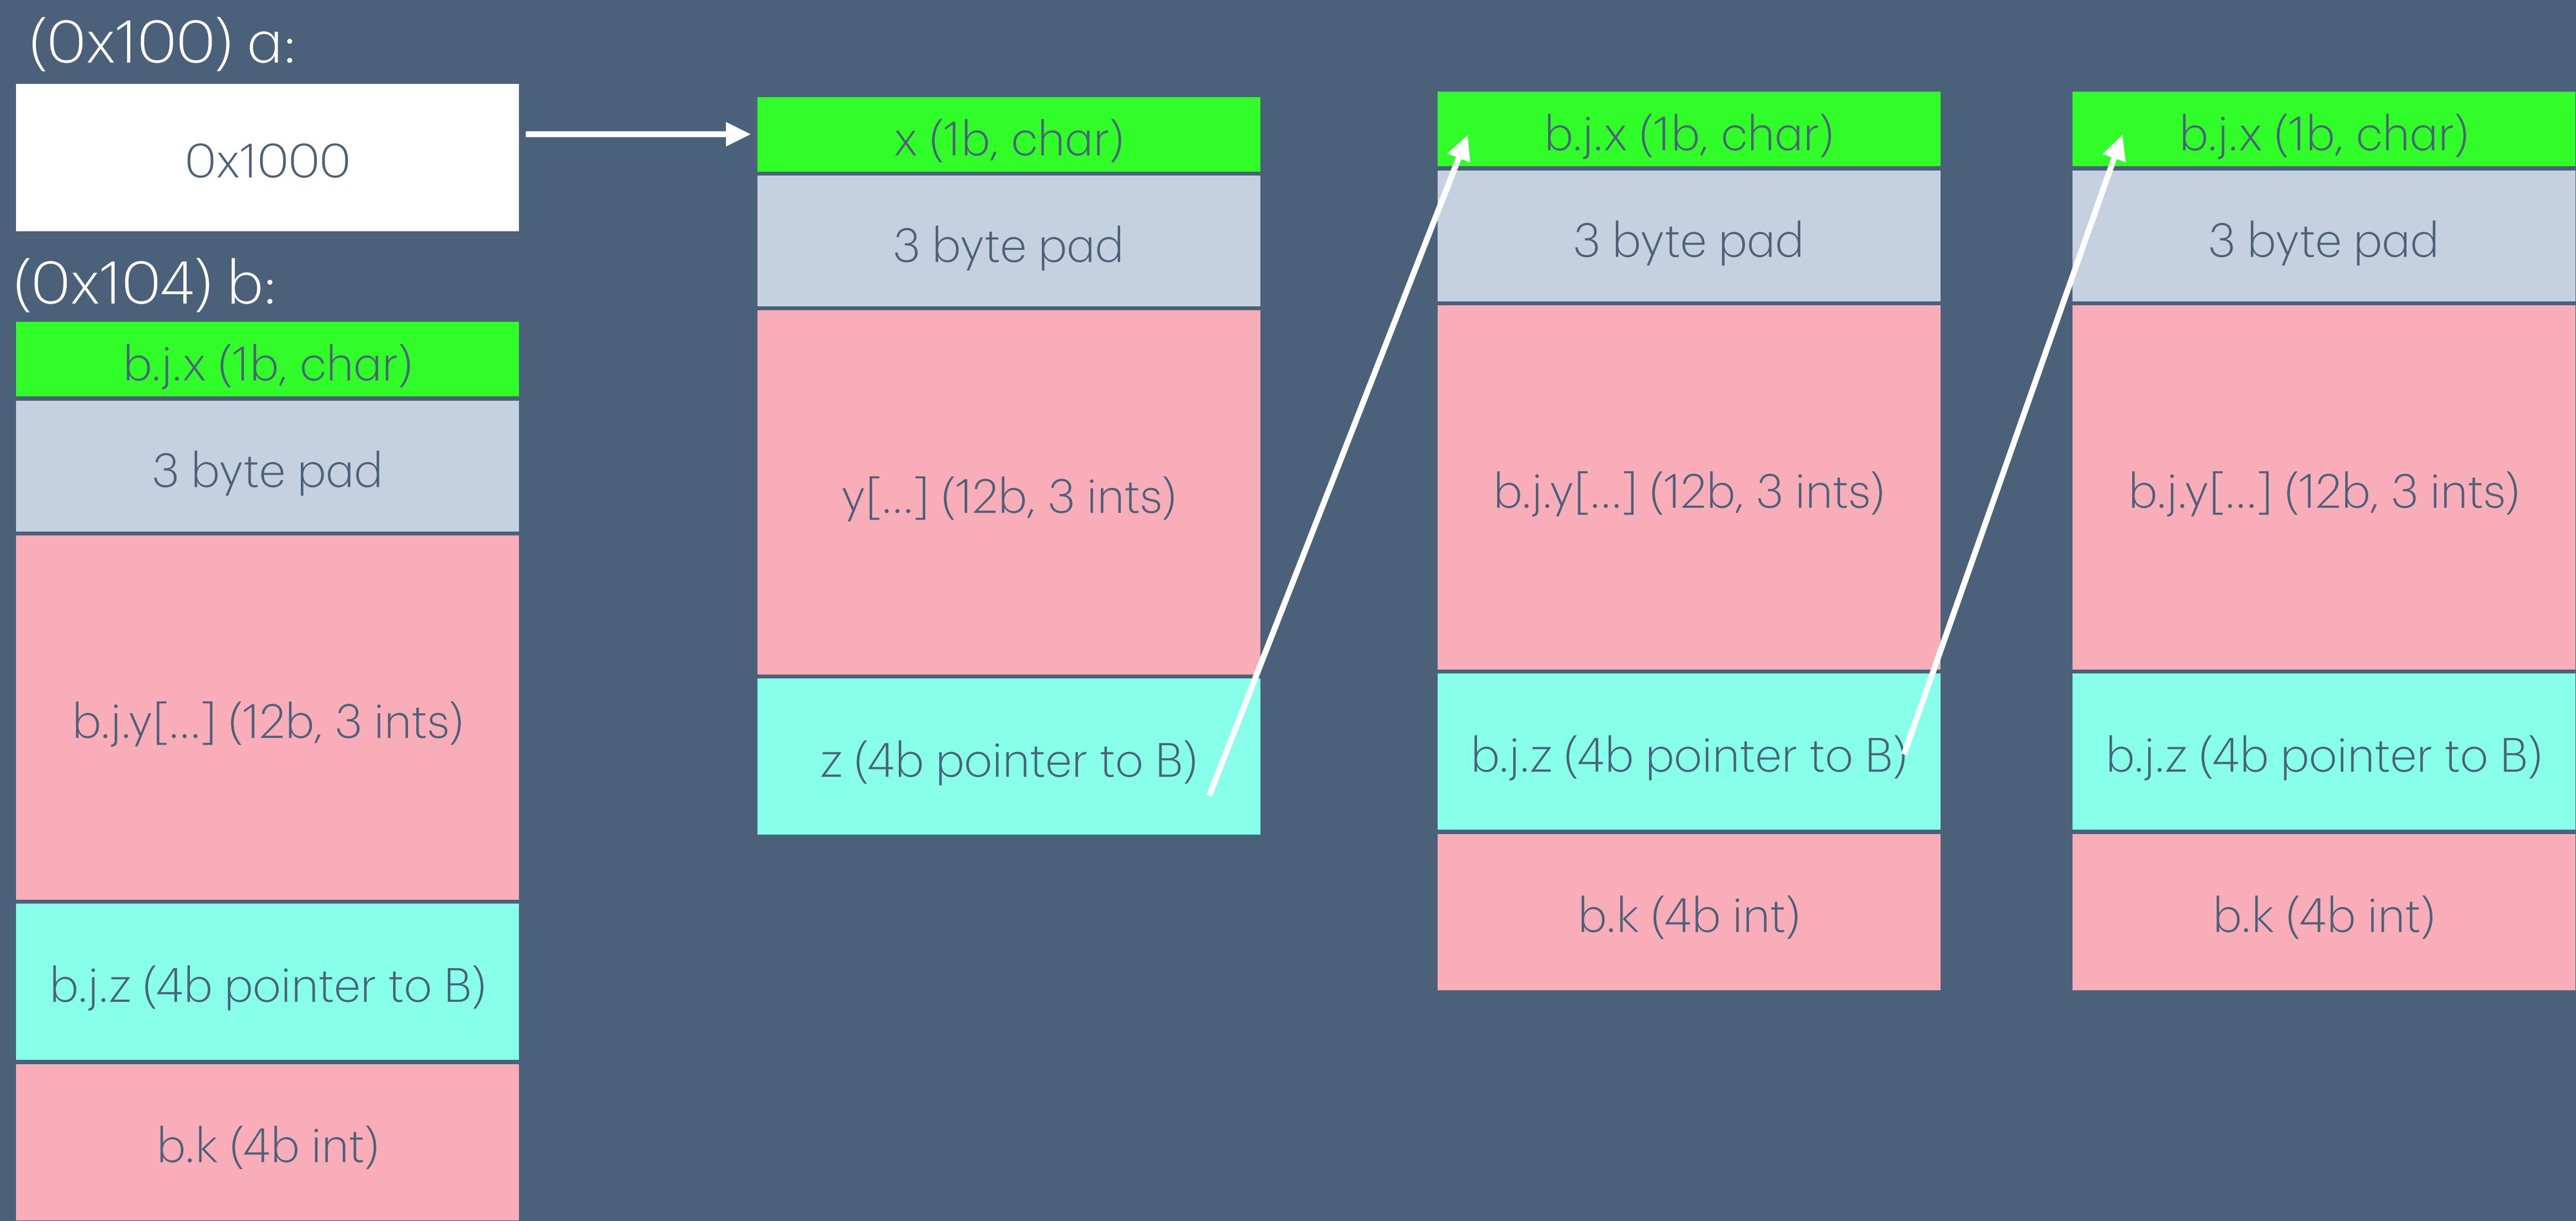 (0x100) a:
0x1000
(0x104) b:
b.j.x (1b, char)
3 byte pad
b.j.y[...] (12b, 3 ints)
b.j.z (4b pointer to B)
b.k (4b int)
x (1b, char)
3 byte pad
y[...] (12b, 3 ints)
z (4b pointer to B)
b.j.x (1b, char)
3 byte pad
b.j.y[...] (12b, 3 ints)
b.j.z (4b pointer to B)
b.k (4b int)
b.j.x (1b, char)
3 byte pad
b.j.y[...] (12b, 3 ints)
b.j.z (4b pointer to B)
b.k (4b int)